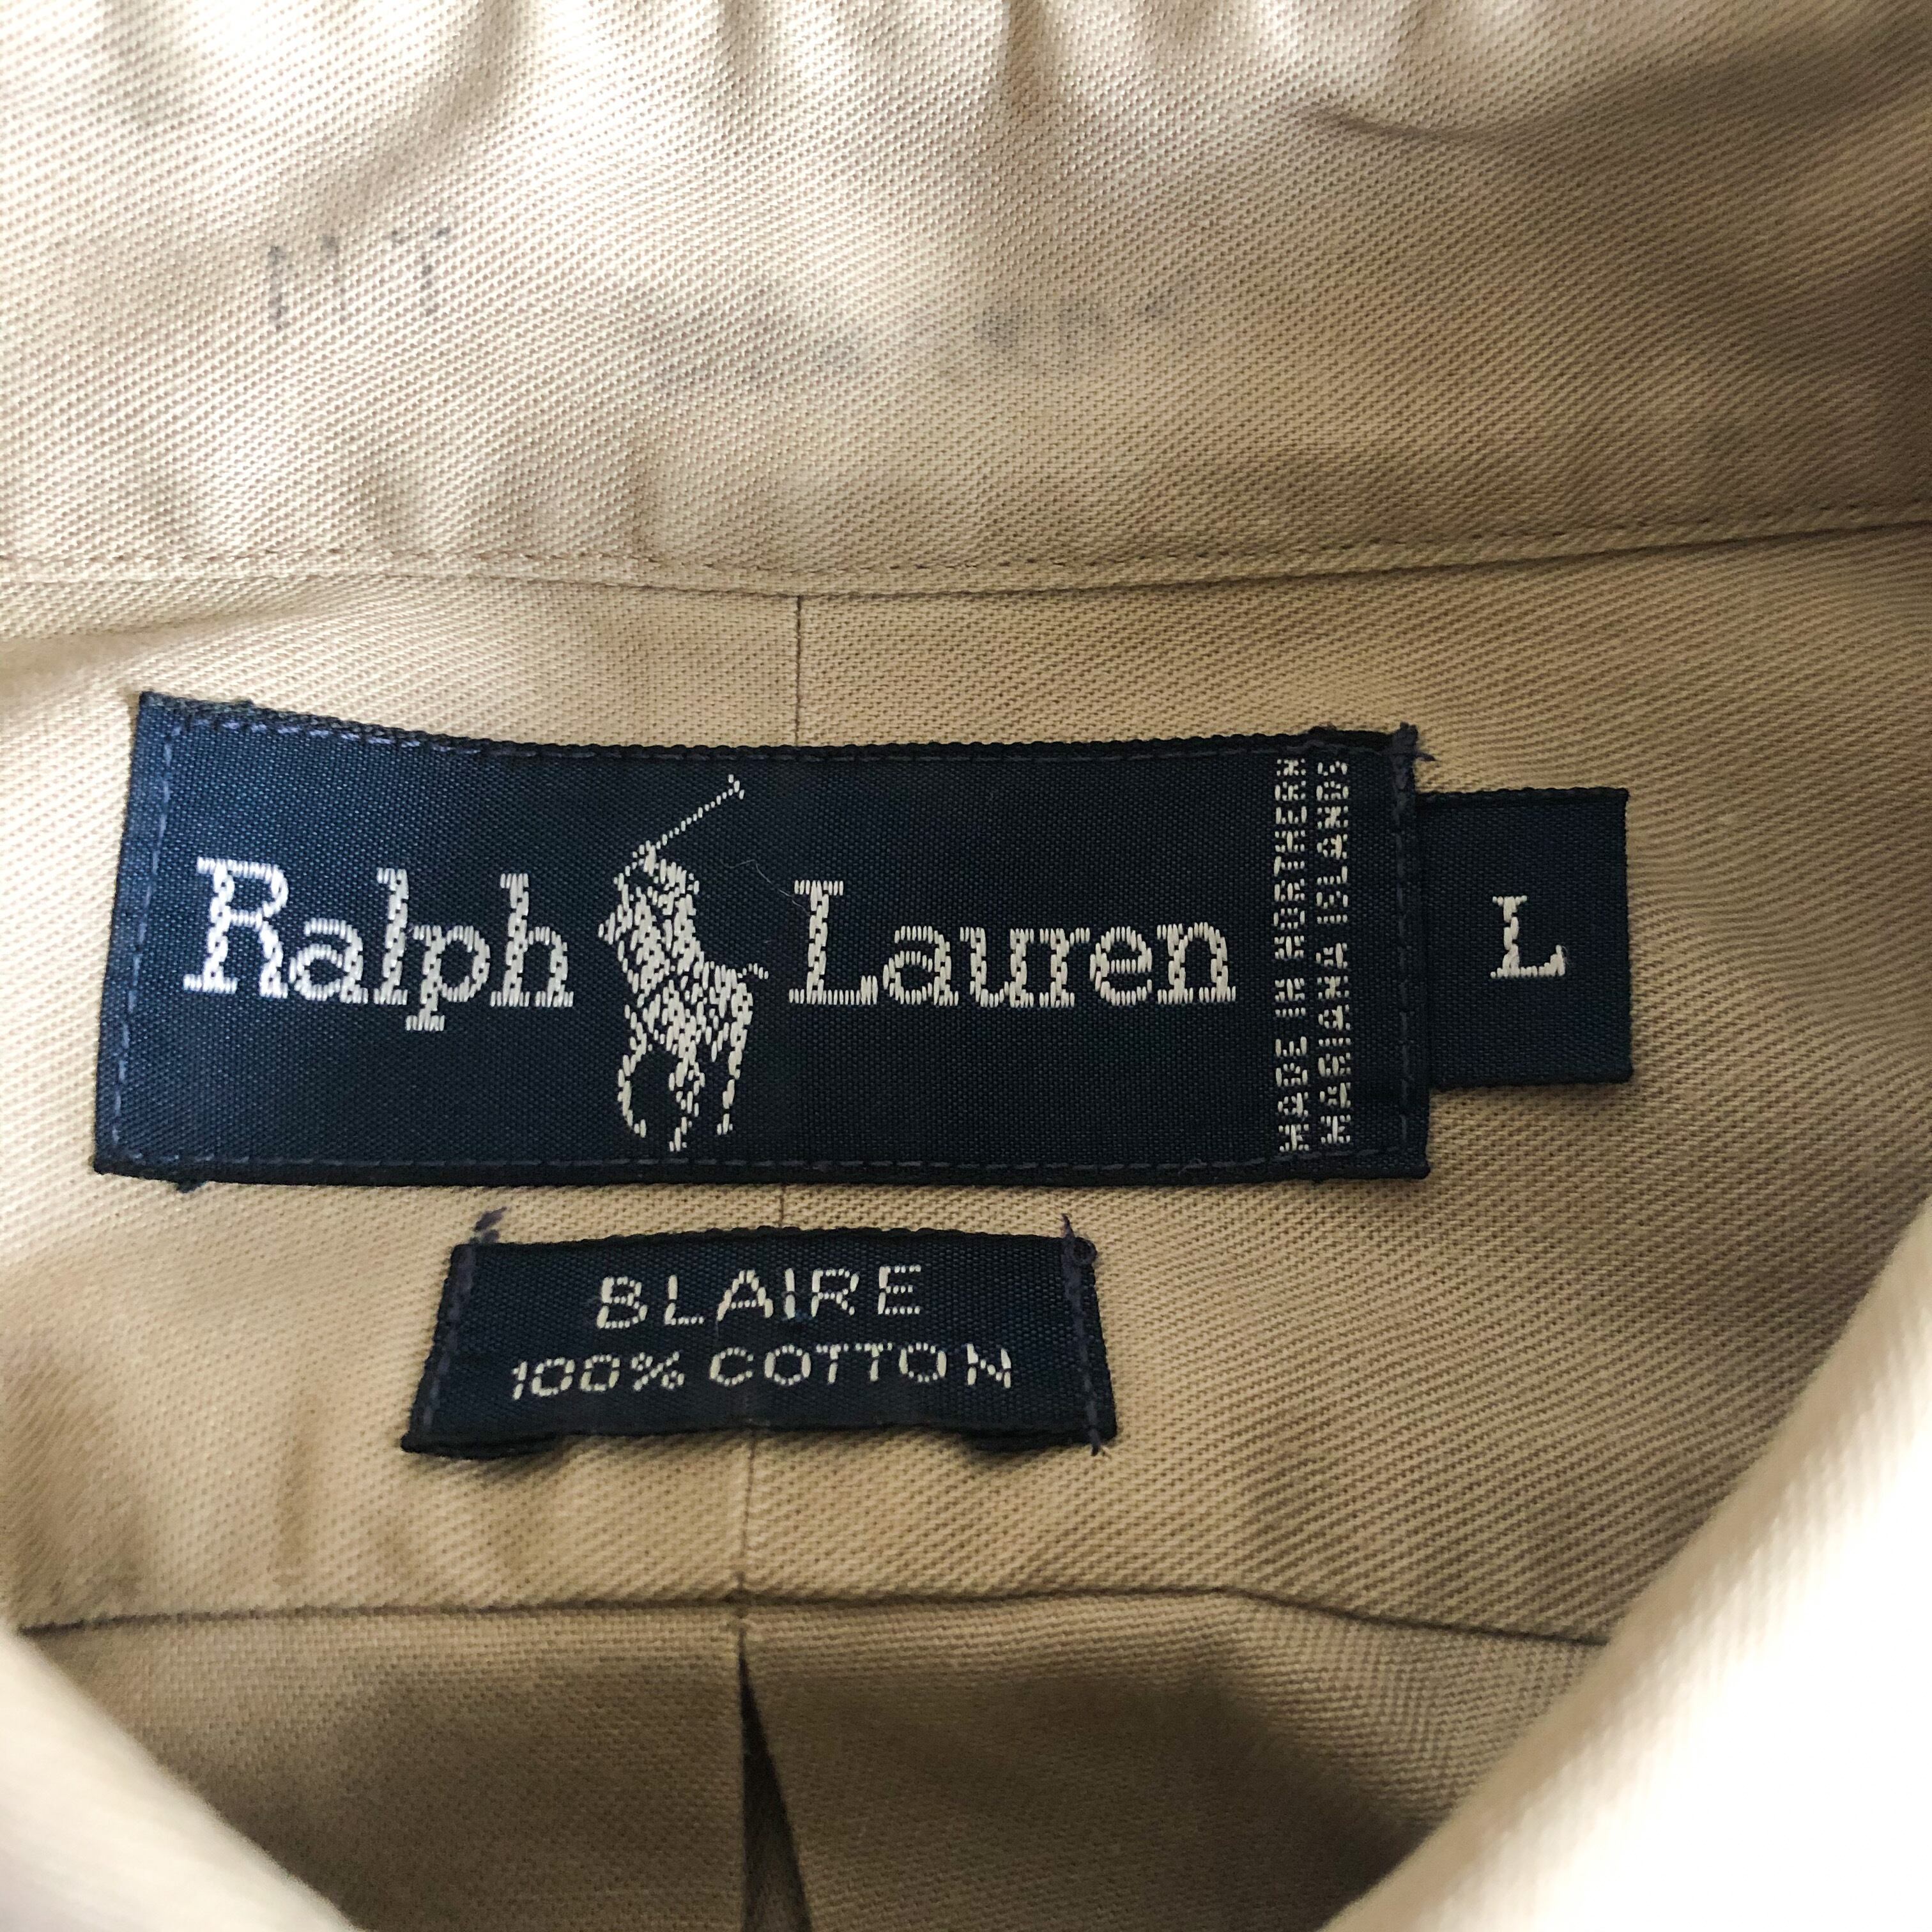 Ralph Lauren
MADE IN NORTHERN
MARIANA ISLANDS
L
BLAIRE
100% COTTON